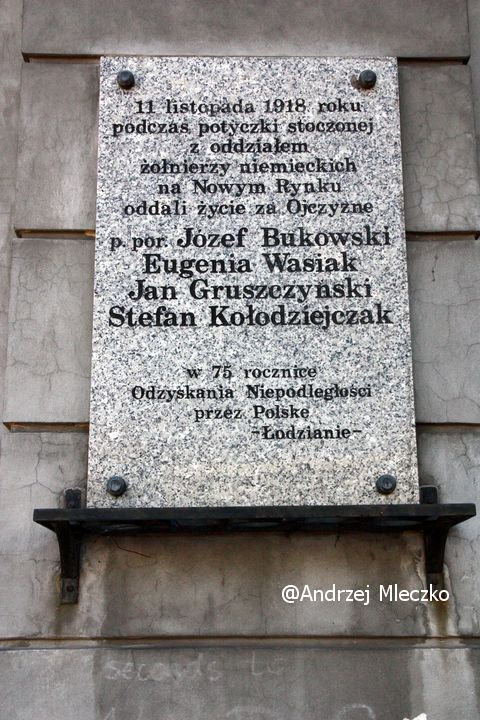 11 listopada 1918 roku
podczas potyczki stoczonej
z oddziałem
żołnierzy niemieckich
na Nowym Rynku
oddali życie za Ojczyznę
p. por. Józef Bukowski
Eugenia Wasiak
Jan Gruszczyński
Stefan Kołodziejczak
w 75 rocznicę
Odzyskania Niepodległości
przez Polskę
-Łodzianie-
@Andrzej Mleczko